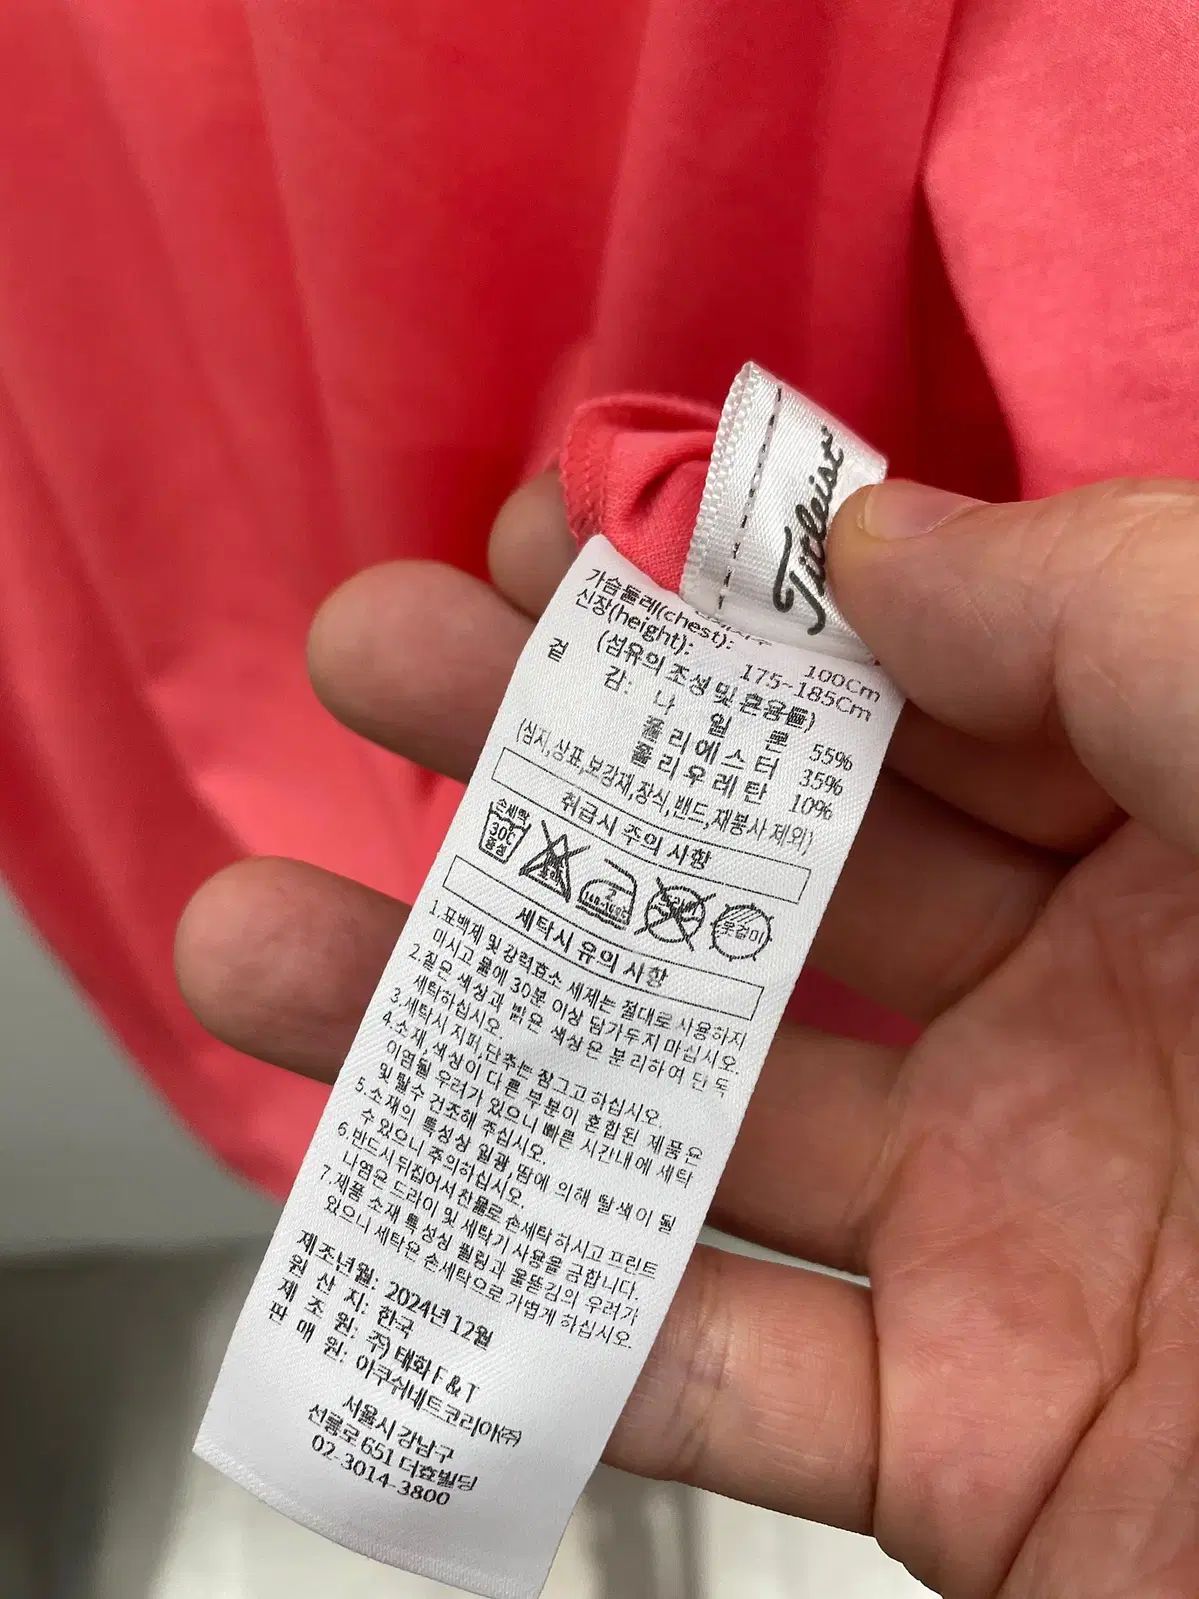 Titleist
가슴둘레(chest): 100Cm
신장(height): 175~185Cm
(섬유의 조성 및 혼용률)
겉 감: 나 일 론 55%
폴 리 에 스 터 35%
폴 리 우 레 탄 10%
(심지,상표,보강재,장식,밴드,재봉사 제외)
취급시 주의 사항
손세탁
30℃
중성
2
140~160℃
드라이
옷걸이
세탁시 유의 사항
1.표백제 및 강력효소 세제는 절대로 사용하지
마시고 물에 30분 이상 담가두지 마십시오.
2.짙은 색상과 밝은 색상은 분리하여 단독
세탁하십시오
3.세탁시 지퍼,단추는 잠그고 하십시오.
4.소재, 색상이 다른 부분이 혼합된 제품은
이염될 우려가 있으니 빠른 시간내에 세탁
및 탈수 건조해 주십시오.
5.소재의 특성상 일광,땀에 의해 탈색이 될
수 있으니 주의하십시오.
6.반드시 뒤집어서 찬물로 손세탁 하시고 프린트
나염은 드라이 및 세탁기 사용을 금합니다.
7.제품 소재 특성상 필링과 올뜯김의 우려가
있으니 세탁은 손세탁으로 가볍게 하십시오.
제조년월: 2024년 12월
원 산 지: 한국
제 조 원: 주) 태화 F & T
판 매 원: 아쿠쉬네트코리아(주)
서울시 강남구
선릉로 651 더효빌딩
02-3014-3800